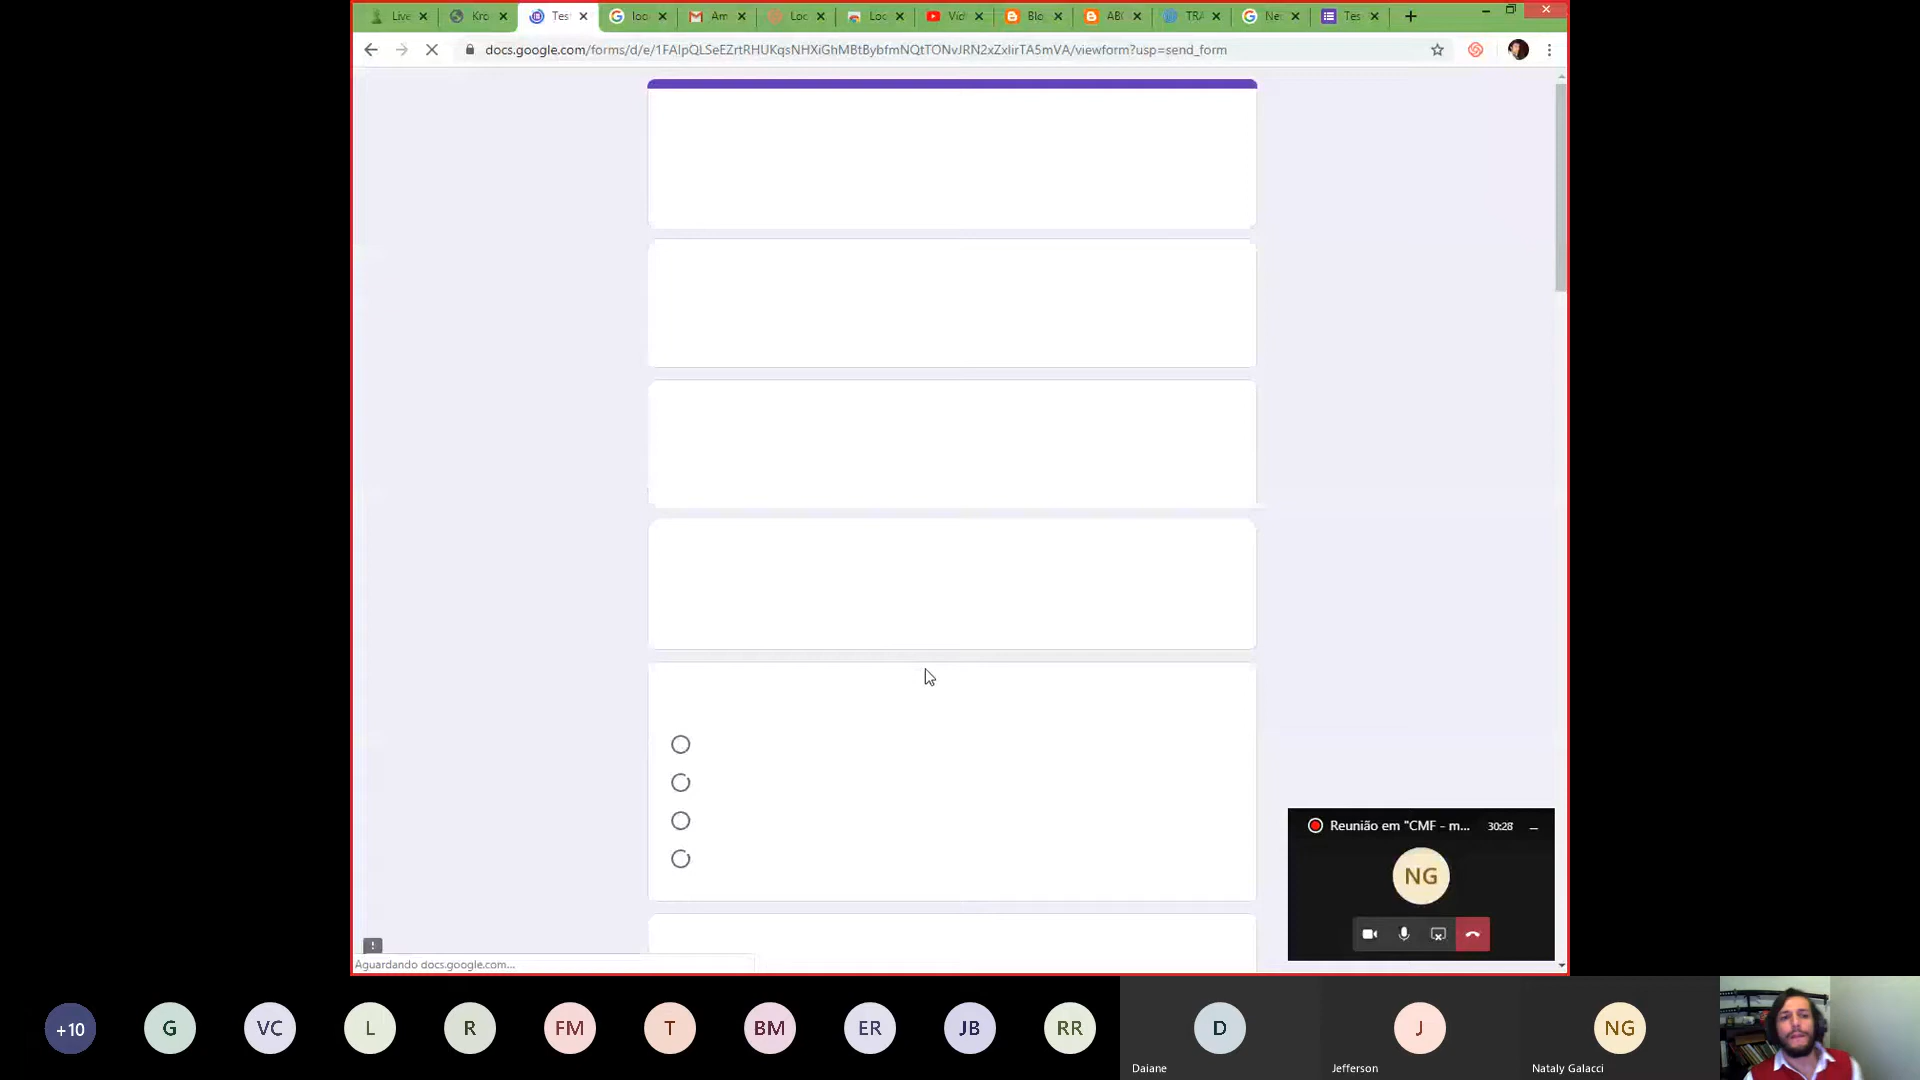 Live
Kro
Tes
loo
Am
Loc
Loc
Vid
Blo
ABC
TRA
Ne
Tes
docs.google.com/forms/d/e/1FAIpQLSeEZrtRHUKqsNHXiGhMBtBybfmNQtTONvJRN2xZxIirTA5mVA/viewform?usp=send_form
Reunião em "CMF - m...
30:28
NG
Aguardando docs.google.com...
+10
G
VC
L
R
FM
T
BM
ER
JB
RR
D
J
NG
Daiane
Jefferson
Nataly Galacci